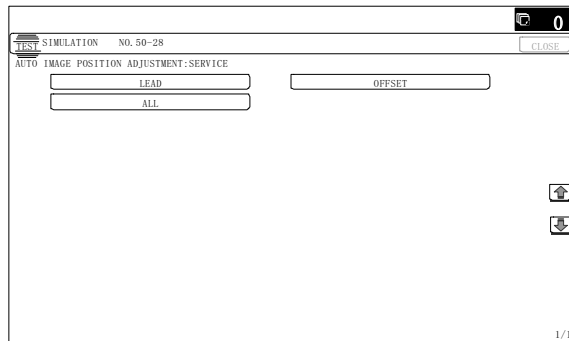 0
TEST SIMULATION NO.50-28 CLOSE
AUTO IMAGE POSITION ADJUSTMENT:SERVICE
LEAD OFFSET
ALL
1/1